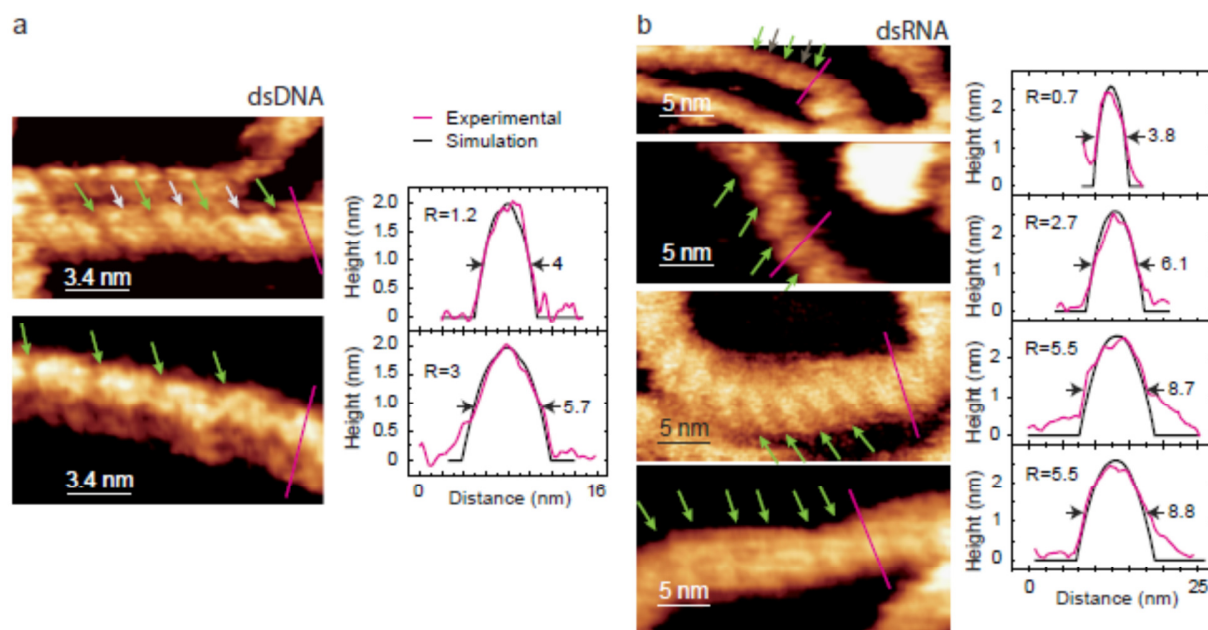 a
dsDNA
3.4 nm
3.4 nm
Experimental
Simulation
Height (nm)
2.0
1.5
1.0
0.5
0
R=1.2
4
Height (nm)
2.0
1.5
1.0
0.5
0
R=3
5.7
0
16
Distance (nm)
b
dsRNA
5 nm
5 nm
5 nm
5 nm
Height (nm)
2
1
0
R=0.7
3.8
Height (nm)
2
1
0
R=2.7
6.1
Height (nm)
2
1
0
R=5.5
8.7
Height (nm)
2
1
0
R=5.5
8.8
0
25
Distance (nm)